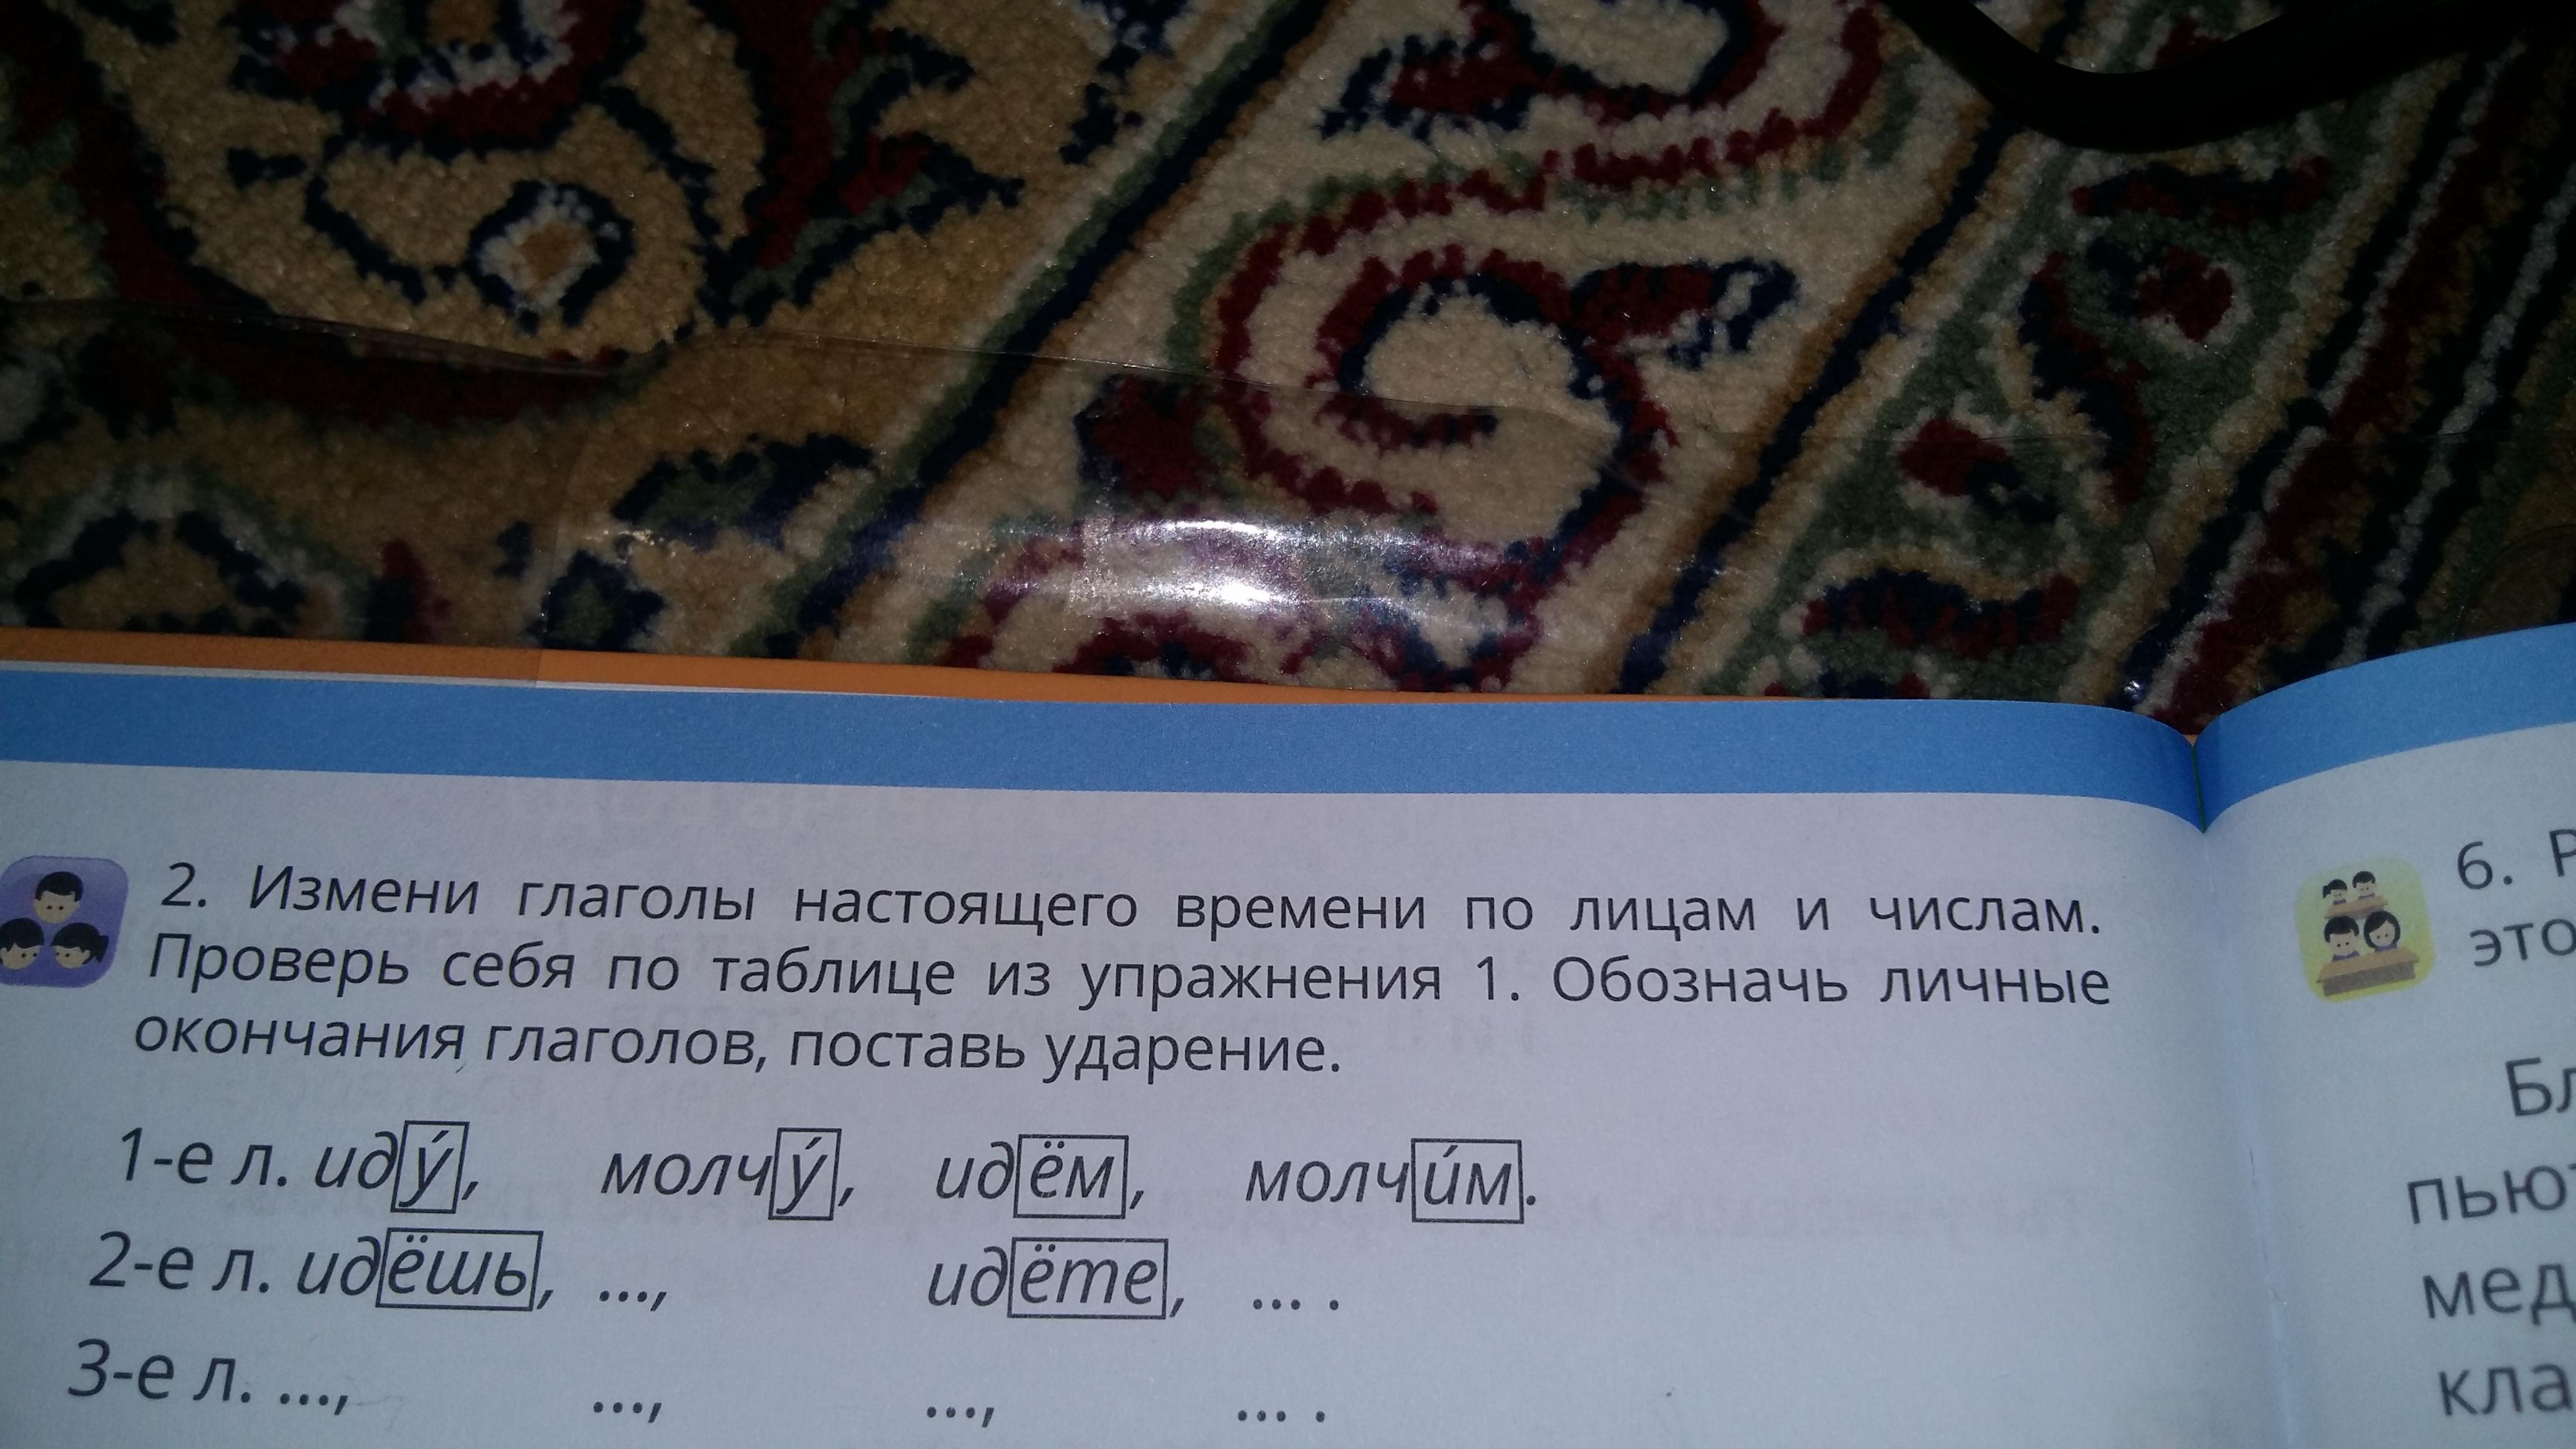 2. Измени глаголы настоящего времени по лицам и числам.
Проверь себя по таблице из упражнения 1. Обозначь личные
окончания глаголов, поставь ударение.
1-е л. иду́, молчу́, идём, молчи́м.
2-е л. идёшь, ..., идёте, ... .
3-е л. ..., ..., ..., ... .
6. Р
это
Бл
пьют
мед
кла